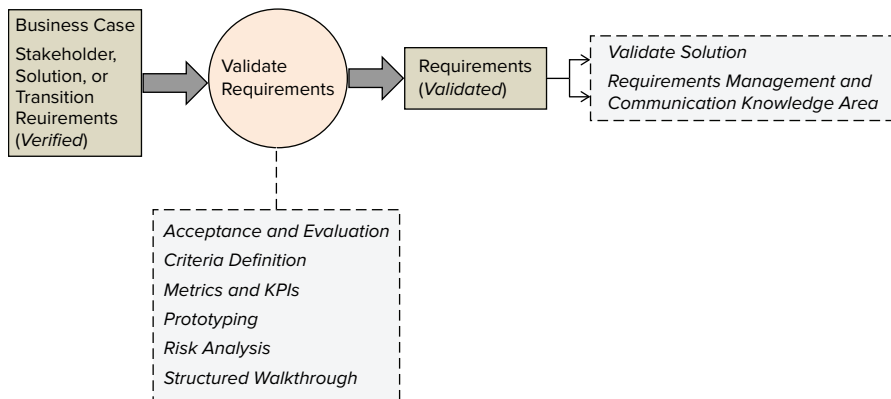 Business Case
Stakeholder,
Solution, or
Transition
Reuirements
(Verified)
Validate
Requirements
Requirements
(Validated)
Validate Solution
Requirements Management and
Communication Knowledge Area
Acceptance and Evaluation
Criteria Definition
Metrics and KPIs
Prototyping
Risk Analysis
Structured Walkthrough